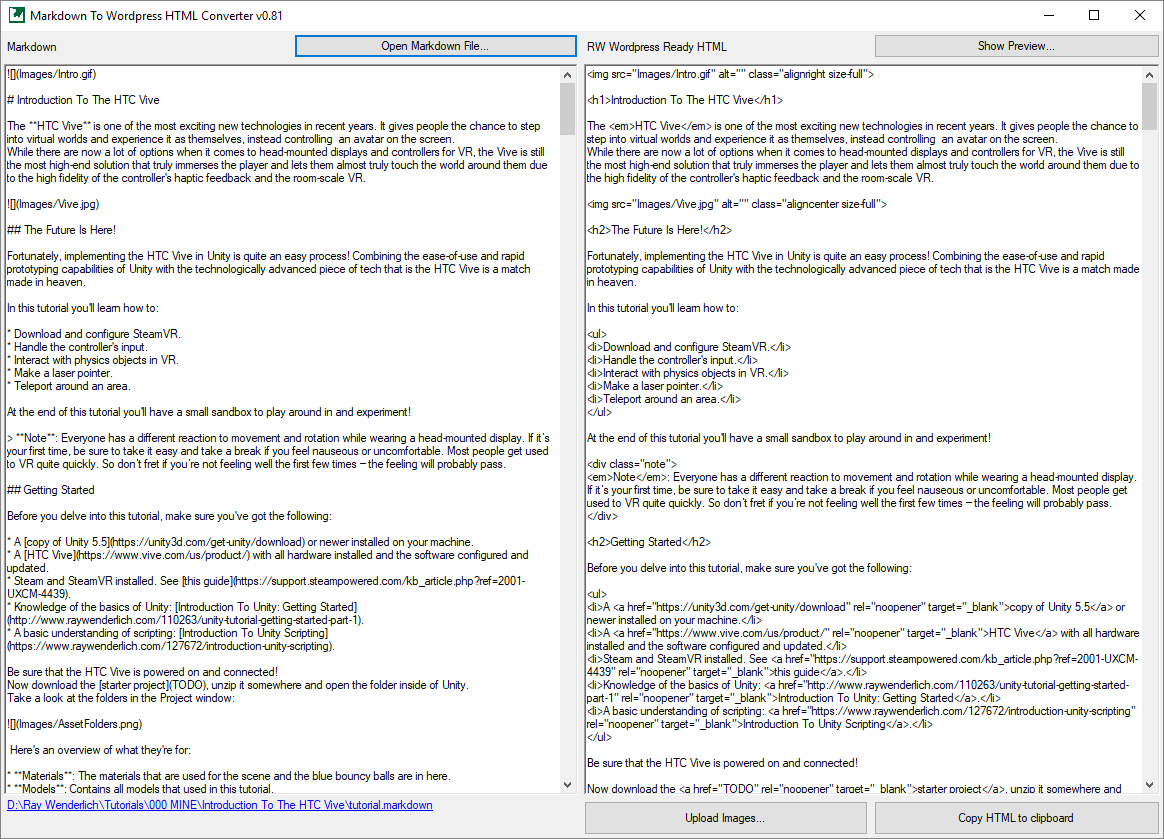 Markdown To Wordpress HTML Converter v0.81
Markdown
Open Markdown File...
RW Wordpress Ready HTML
Show Preview...
![](Images/Intro.gif)
# Introduction To The HTC Vive
The **HTC Vive** is one of the most exciting new technologies in recent years. It gives people the chance to step
into virtual worlds and experience it as themselves, instead controlling  an avatar on the screen.
While there are now a lot of options when it comes to head-mounted displays and controllers for VR, the Vive is still
the most high-end solution that truly immerses the player and lets them almost truly touch the world around them due
to the high fidelity of the controller's haptic feedback and the room-scale VR.
![](Images/Vive.jpg)
## The Future Is Here!
Fortunately, implementing the HTC Vive in Unity is quite an easy process! Combining the ease-of-use and rapid
prototyping capabilities of Unity with the technologically advanced piece of tech that is the HTC Vive is a match
made in heaven.
In this tutorial you'll learn how to:
* Download and configure SteamVR.
* Handle the controller's input.
* Interact with physics objects in VR.
* Make a laser pointer.
* Teleport around an area.
At the end of this tutorial you'll have a small sandbox to play around in and experiment!
> **Note**: Everyone has a different reaction to movement and rotation while wearing a head-mounted display. If it's
your first time, be sure to take it easy and take a break if you feel nauseous or uncomfortable. Most people get used
to VR quite quickly. So don't fret if you're not feeling well the first few times – the feeling will probably pass.
## Getting Started
Before you delve into this tutorial, make sure you've got the following:
* A [copy of Unity 5.5](https://unity3d.com/get-unity/download) or newer installed on your machine.
* A [HTC Vive](https://www.vive.com/us/product/) with all hardware installed and the software configured and
updated.
* Steam and SteamVR installed. See [this guide](https://support.steampowered.com/kb_article.php?ref=2001-
UXCM-4439).
* Knowledge of the basics of Unity: [Introduction To Unity: Getting Started]
(http://www.raywenderlich.com/110263/unity-tutorial-getting-started-part-1).
* A basic understanding of scripting: [Introduction To Unity Scripting]
(https://www.raywenderlich.com/127672/introduction-unity-scripting).
Be sure that the HTC Vive is powered on and connected!
Now download the [starter project](TODO), unzip it somewhere and open the folder inside of Unity.
Take a look at the folders in the Project window:
![](Images/AssetFolders.png)
Here's an overview of what they're for:
* **Materials**: The materials that are used for the scene and the blue bouncy balls are in here.
* **Models**: Contains all models that used in this tutorial.
D:\Ray Wenderlich\Tutorials\000 MINE\Introduction To The HTC Vive\tutorial.markdown
<img src="Images/Intro.gif" alt="" class="alignright size-full">
<h1>Introduction To The HTC Vive</h1>
The <em>HTC Vive</em> is one of the most exciting new technologies in recent years. It gives people the chance to
step into virtual worlds and experience it as themselves, instead controlling  an avatar on the screen.
While there are now a lot of options when it comes to head-mounted displays and controllers for VR, the Vive is still
the most high-end solution that truly immerses the player and lets them almost truly touch the world around them due
to the high fidelity of the controller's haptic feedback and the room-scale VR.
<img src="Images/Vive.jpg" alt="" class="aligncenter size-full">
<h2>The Future Is Here!</h2>
Fortunately, implementing the HTC Vive in Unity is quite an easy process! Combining the ease-of-use and rapid
prototyping capabilities of Unity with the technologically advanced piece of tech that is the HTC Vive is a match made
in heaven.
In this tutorial you'll learn how to:
<ul>
<li>Download and configure SteamVR.</li>
<li>Handle the controller's input.</li>
<li>Interact with physics objects in VR.</li>
<li>Make a laser pointer.</li>
<li>Teleport around an area.</li>
</ul>
At the end of this tutorial you'll have a small sandbox to play around in and experiment!
<div class="note">
<em>Note</em>: Everyone has a different reaction to movement and rotation while wearing a head-mounted display.
If it's your first time, be sure to take it easy and take a break if you feel nauseous or uncomfortable. Most people get
used to VR quite quickly. So don't fret if you're not feeling well the first few times – the feeling will probably pass.
</div>
<h2>Getting Started</h2>
Before you delve into this tutorial, make sure you've got the following:
<ul>
<li>A <a href="https://unity3d.com/get-unity/download" rel="noopener" target="_blank">copy of Unity 5.5</a> or
newer installed on your machine.</li>
<li>A <a href="https://www.vive.com/us/product/" rel="noopener" target="_blank">HTC Vive</a> with all hardware
installed and the software configured and updated.</li>
<li>Steam and SteamVR installed. See <a href="https://support.steampowered.com/kb_article.php?ref=2001-UXCM-
4439" rel="noopener" target="_blank">this guide</a>.</li>
<li>Knowledge of the basics of Unity: <a href="http://www.raywenderlich.com/110263/unity-tutorial-getting-started-
part-1" rel="noopener" target="_blank">Introduction To Unity: Getting Started</a>.</li>
<li>A basic understanding of scripting: <a href="https://www.raywenderlich.com/127672/introduction-unity-scripting"
rel="noopener" target="_blank">Introduction To Unity Scripting</a>.</li>
</ul>
Be sure that the HTC Vive is powered on and connected!
Now download the <a href="TODO" rel="noopener" target="_blank">starter project</a>, unzip it somewhere and
Upload Images...
Copy HTML to clipboard